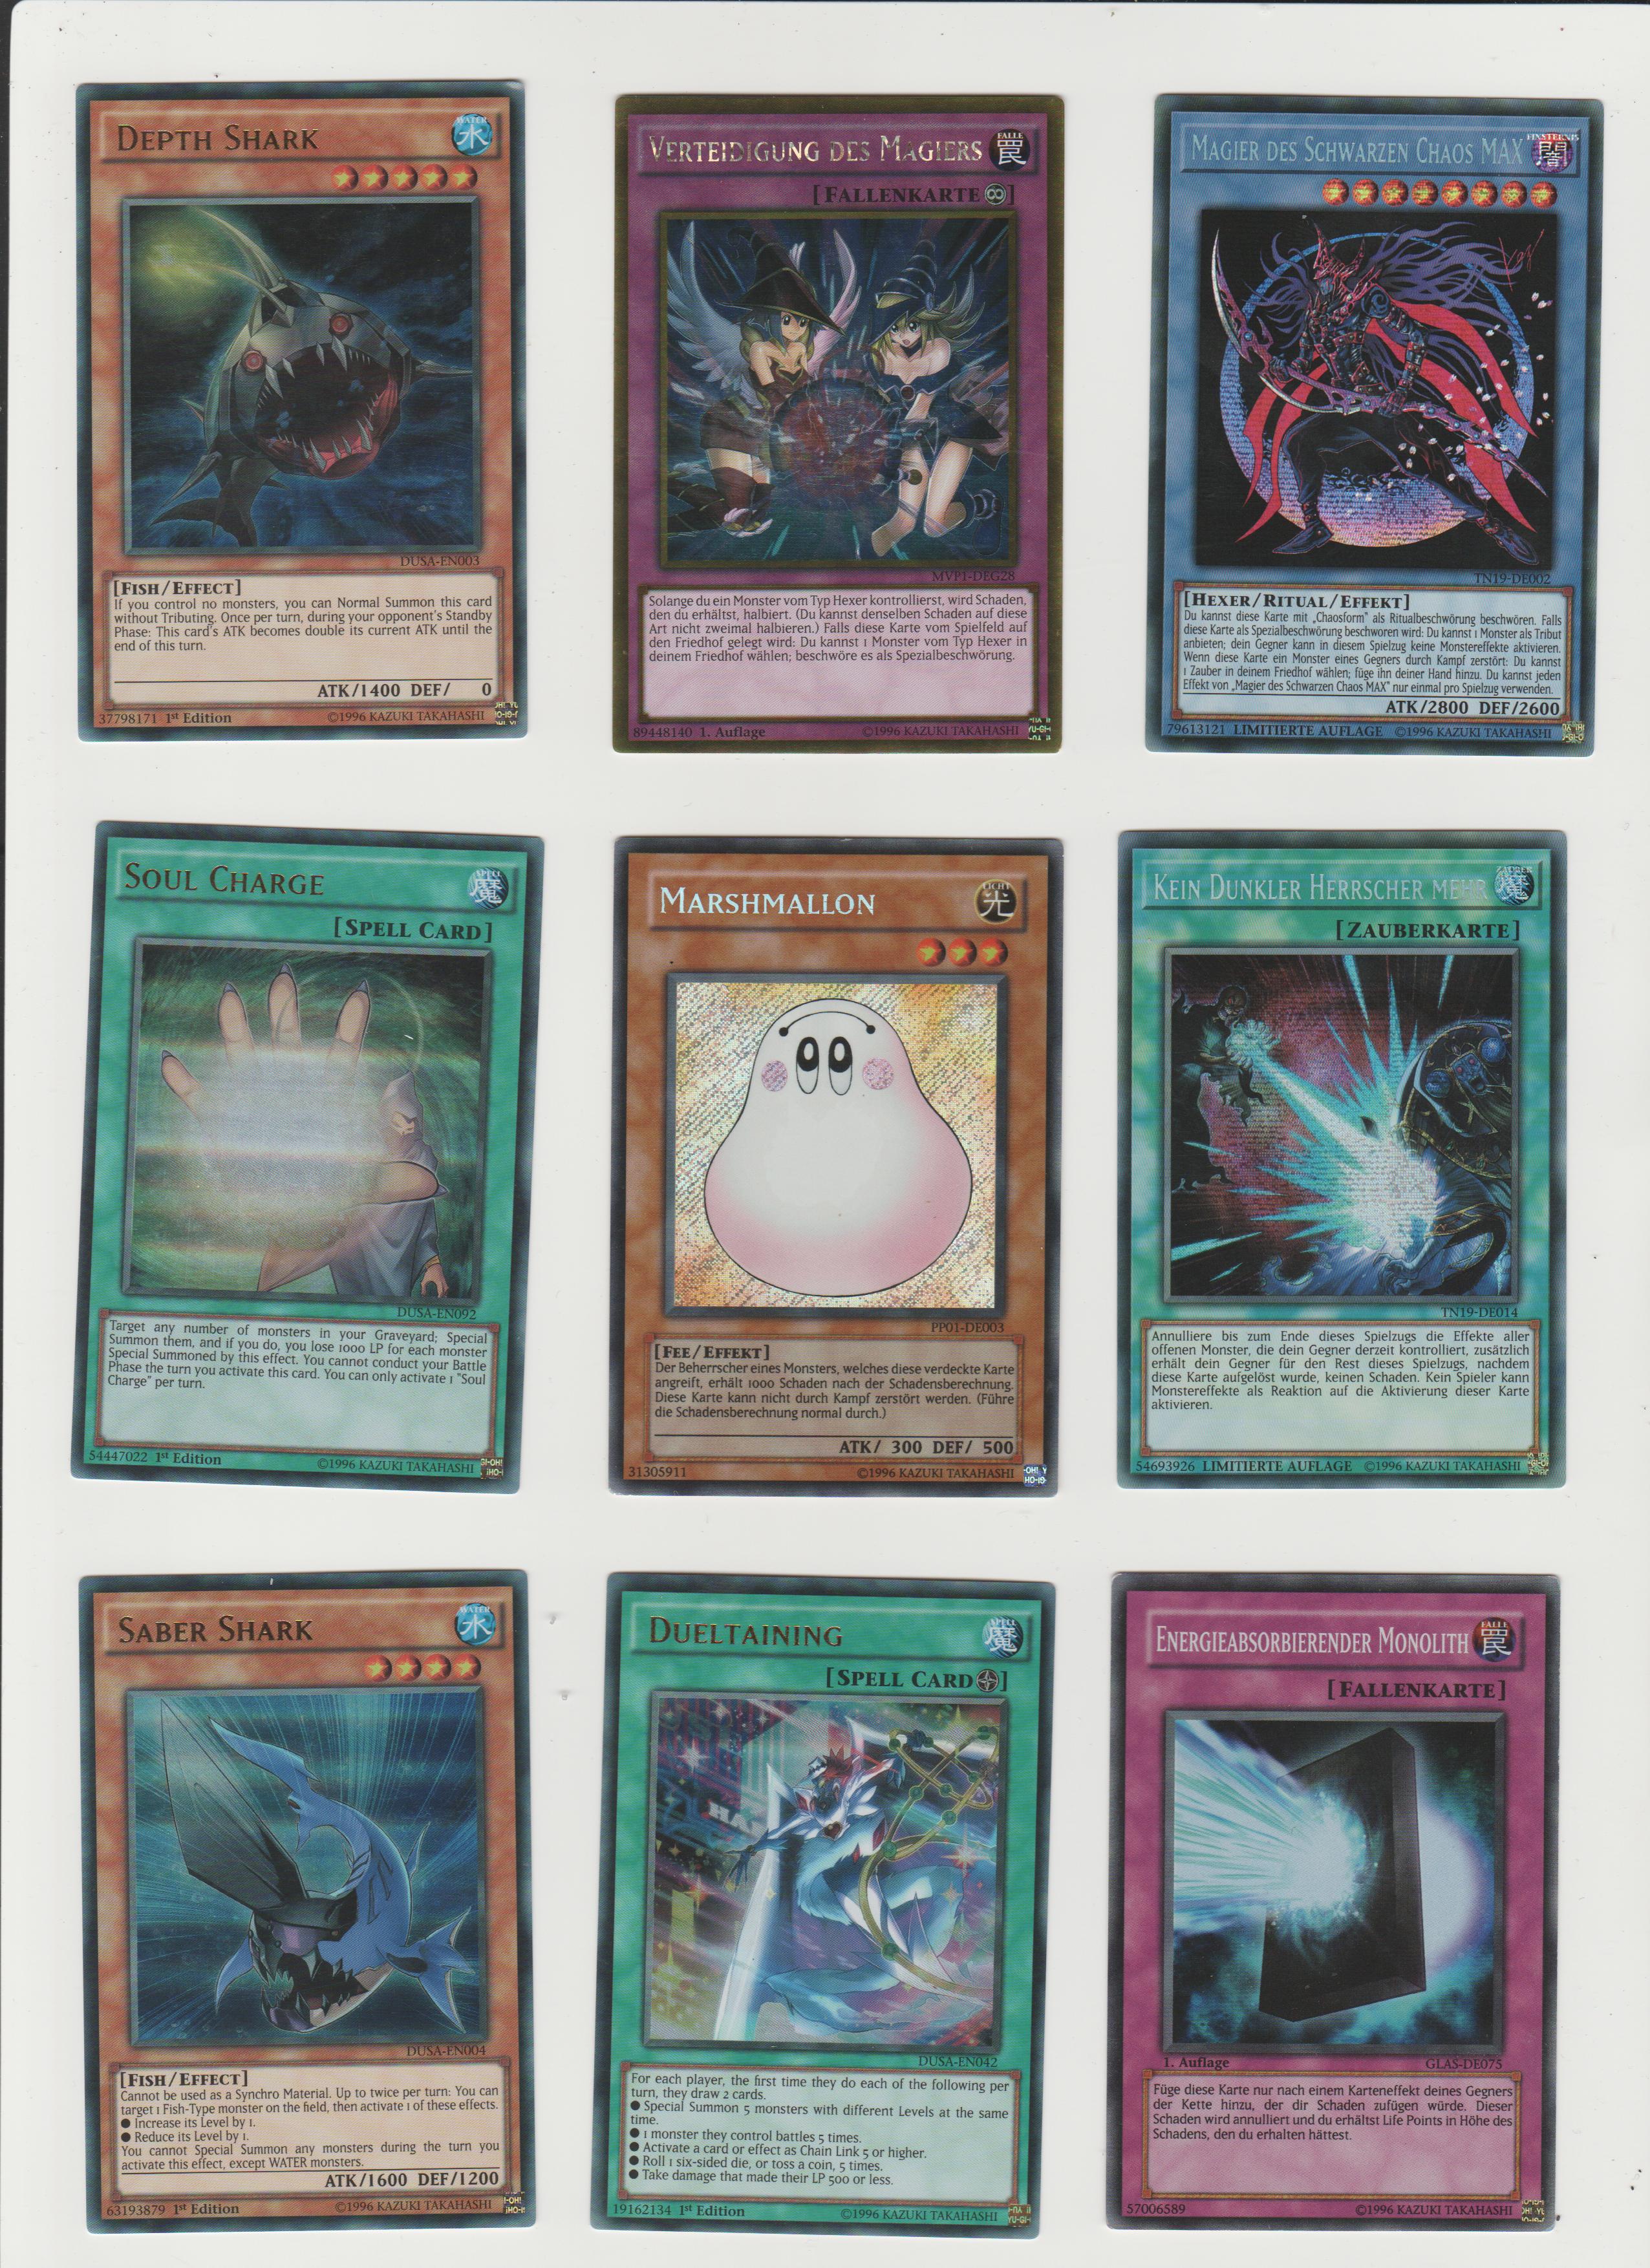 DEPTH SHARK
WATER
水
DUSA-EN003
[FISH/EFFECT]
If you control no monsters, you can Normal Summon this card
without Tributing. Once per turn, during your opponent's Standby
Phase: This card's ATK becomes double its current ATK until the
end of this turn.
ATK/1400 DEF/ 0
37798171 1st Edition ©1996 KAZUKI TAKAHASHI
VERTEIDIGUNG DES MAGIERS
FALLE
罠
[FALLENKARTE]
MVP1-DEG28
Solange du ein Monster vom Typ Hexer kontrollierst, wird Schaden,
den du erhältst, halbiert. (Du kannst denselben Schaden auf diese
Art nicht zweimal halbieren.) Falls diese Karte vom Spielfeld auf
den Friedhof gelegt wird: Du kannst 1 Monster vom Typ Hexer in
deinem Friedhof wählen; beschwöre es als Spezialbeschwörung.
89448140 1. Auflage ©1996 KAZUKI TAKAHASHI
MAGIER DES SCHWARZEN CHAOS MAX
FINSTERNIS
闇
TN19-DE002
[HEXER/RITUAL/EFFEKT]
Du kannst diese Karte mit „Chaosform" als Ritualbeschwörung beschwören. Falls
diese Karte als Spezialbeschwörung beschworen wird: Du kannst 1 Monster als Tribut
anbieten; dein Gegner kann in diesem Spielzug keine Monstereffekte aktivieren.
Wenn diese Karte ein Monster eines Gegners durch Kampf zerstört: Du kannst
1 Zauber in deinem Friedhof wählen; füge ihn deiner Hand hinzu. Du kannst jeden
Effekt von „Magier des Schwarzen Chaos MAX" nur einmal pro Spielzug verwenden.
ATK/2800 DEF/2600
79613121 LIMITIERTE AUFLAGE ©1996 KAZUKI TAKAHASHI
SOUL CHARGE
SPELL
魔
[SPELL CARD]
DUSA-EN092
Target any number of monsters in your Graveyard; Special
Summon them, and if you do, you lose 1000 LP for each monster
Special Summoned by this effect. You cannot conduct your Battle
Phase the turn you activate this card. You can only activate 1 "Soul
Charge" per turn.
54447022 1st Edition ©1996 KAZUKI TAKAHASHI
MARSHMALLON
LICHT
光
PP01-DE003
[FEE/EFFEKT]
Der Beherrscher eines Monsters, welches diese verdeckte Karte
angreift, erhält 1000 Schaden nach der Schadensberechnung.
Diese Karte kann nicht durch Kampf zerstört werden. (Führe
die Schadensberechnung normal durch.)
ATK/ 300 DEF/ 500
31305911 ©1996 KAZUKI TAKAHASHI
KEIN DUNKLER HERRSCHER MEHR
魔
[ZAUBERKARTE]
TN19-DE014
Annulliere bis zum Ende dieses Spielzugs die Effekte aller
offenen Monster, die dein Gegner derzeit kontrolliert, zusätzlich
erhält dein Gegner für den Rest dieses Spielzugs, nachdem
diese Karte aufgelöst wurde, keinen Schaden. Kein Spieler kann
Monstereffekte als Reaktion auf die Aktivierung dieser Karte
aktivieren.
54693926 LIMITIERTE AUFLAGE ©1996 KAZUKI TAKAHASHI
SABER SHARK
WATER
水
DUSA-EN004
[FISH/EFFECT]
Cannot be used as a Synchro Material. Up to twice per turn: You can
target 1 Fish-Type monster on the field, then activate 1 of these effects.
● Increase its Level by 1.
● Reduce its Level by 1.
You cannot Special Summon any monsters during the turn you
activate this effect, except WATER monsters.
ATK/1600 DEF/1200
63193879 1st Edition ©1996 KAZUKI TAKAHASHI
DUELTAINING
SPELL
魔
[SPELL CARD]
DUSA-EN042
For each player, the first time they do each of the following per
turn, they draw 2 cards.
● Special Summon 5 monsters with different Levels at the same
time.
● 1 monster they control battles 5 times.
● Activate a card or effect as Chain Link 5 or higher.
● Roll 1 six-sided die, or toss a coin, 5 times.
● Take damage that made their LP 500 or less.
19162134 1st Edition ©1996 KAZUKI TAKAHASHI
ENERGIEABSORBIERENDER MONOLITH
FALLE
罠
[FALLENKARTE]
1. Auflage GLAS-DE075
Füge diese Karte nur nach einem Karteneffekt deines Gegners
der Kette hinzu, der dir Schaden zufügen würde. Dieser
Schaden wird annulliert und du erhältst Life Points in Höhe des
Schadens, den du erhalten hättest.
57006589 ©1996 KAZUKI TAKAHASHI